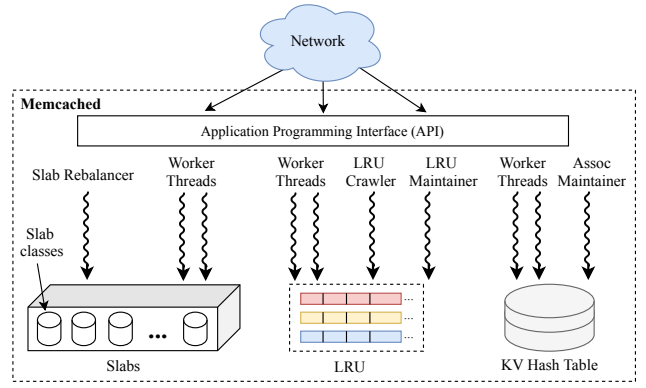 Network
Memcached
Application Programming Interface (API)
Slab Rebalancer
Worker
Threads
Worker
Threads
LRU
Crawler
LRU
Maintainer
Worker
Threads
Assoc
Maintainer
Slab
classes
...
...
...
...
Slabs
LRU
KV Hash Table